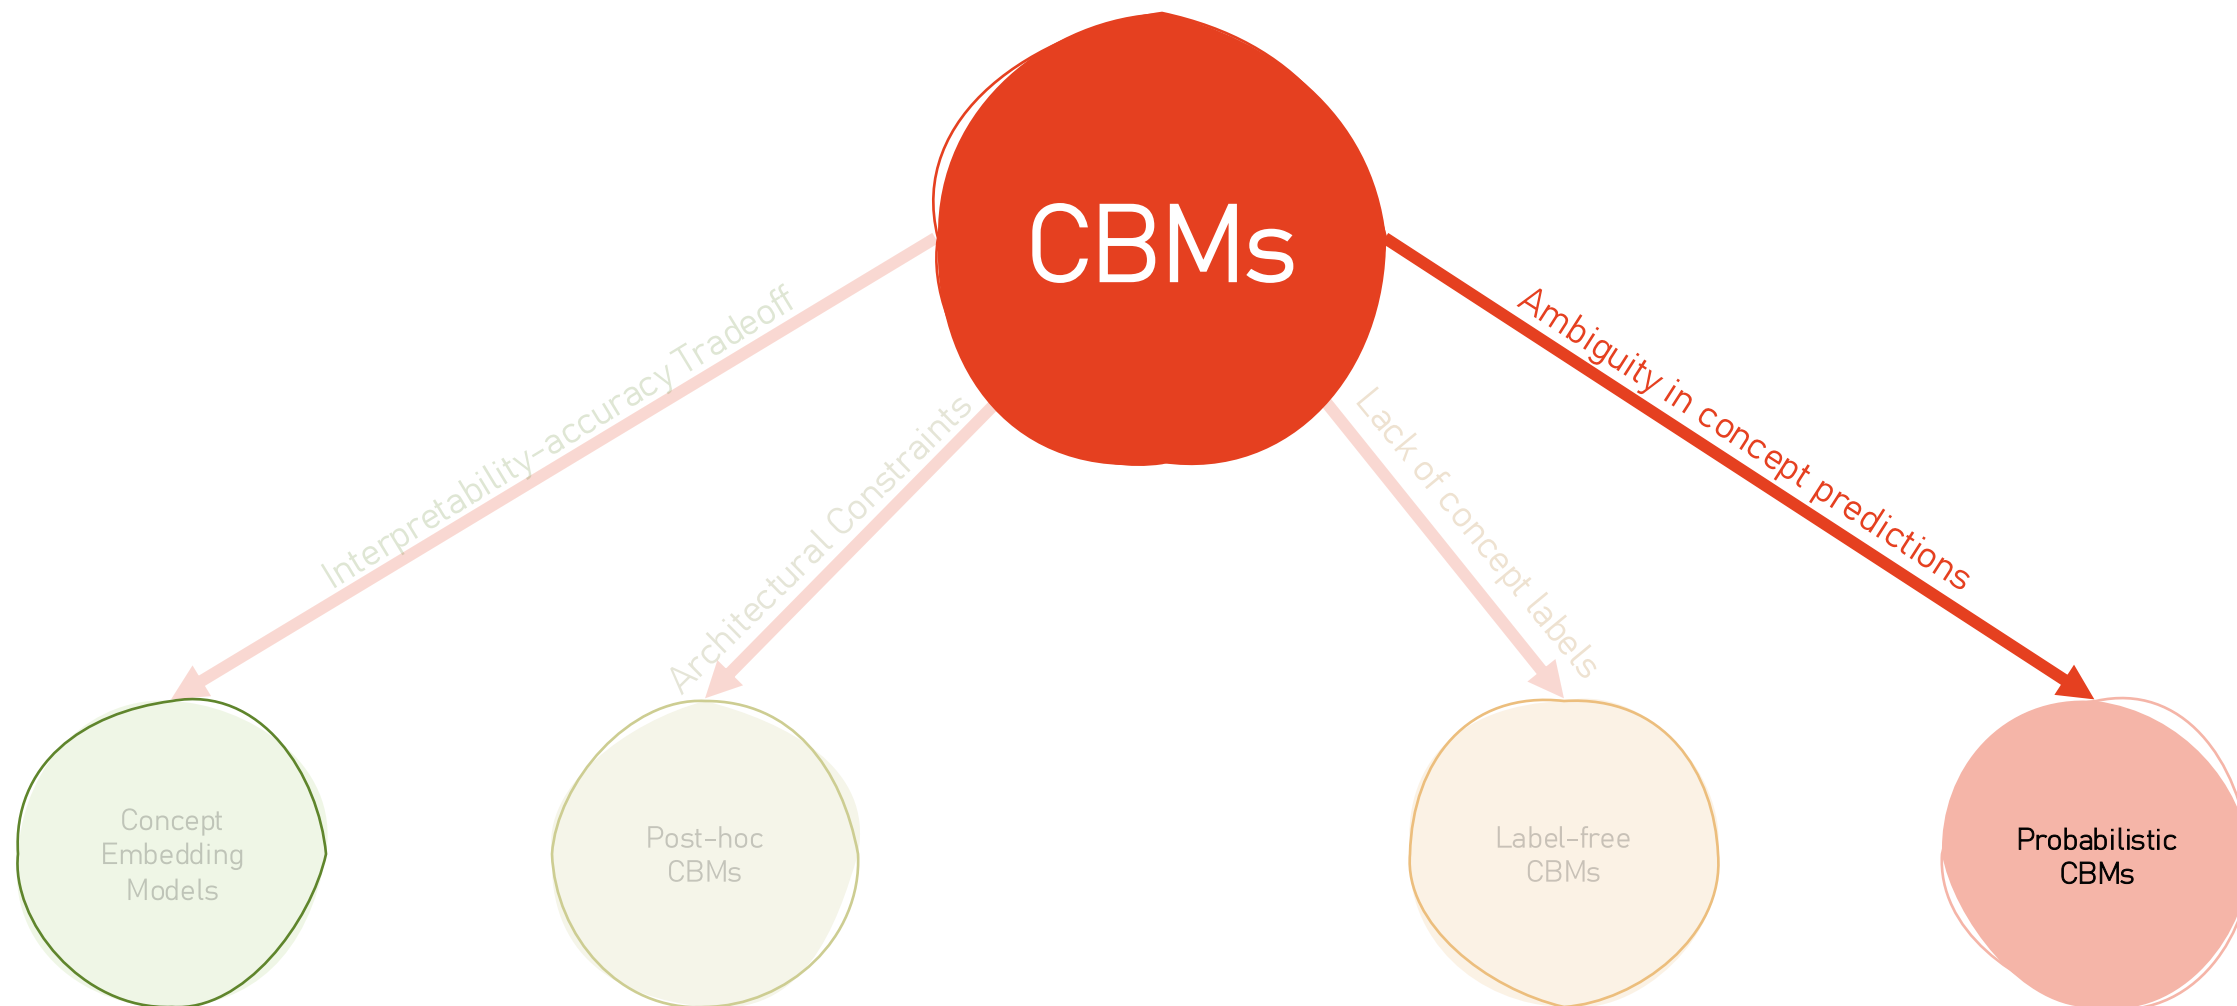 CBMs
Interpretability-accuracy Tradeoff
Architectural Constraints
Lack of concept labels
Ambiguity in concept predictions
Concept
Embedding
Models
Post-hoc
CBMs
Label-free
CBMs
Probabilistic
CBMs